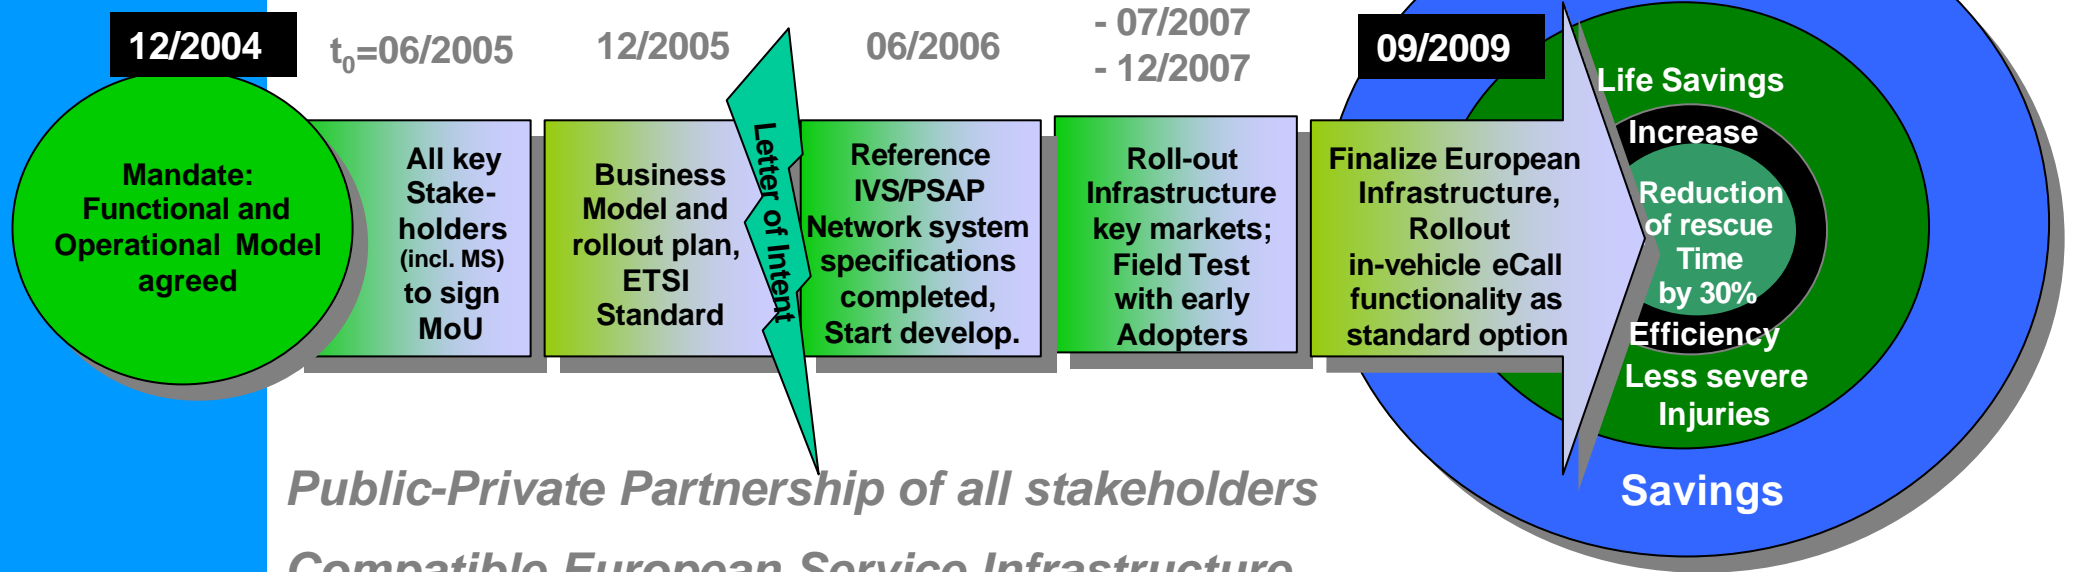 12/2004
t0=06/2005
12/2005
06/2006
- 07/2007
- 12/2007
09/2009
Mandate:
Functional and
Operational Model
agreed
All key
Stake-
holders
(incl. MS)
to sign
MoU
Business
Model and
rollout plan,
ETSI
Standard
Letter of Intent
Reference
IVS/PSAP
Network system
specifications
completed,
Start develop.
Roll-out
Infrastructure
key markets;
Field Test
with early
Adopters
Finalize European
Infrastructure,
Rollout
in-vehicle eCall
functionality as
standard option
Life Savings
Increase
Reduction
of rescue
Time
by 30%
Efficiency
Less severe
Injuries
Savings
Public-Private Partnership of all stakeholders
Compatible European Service Infrastructure